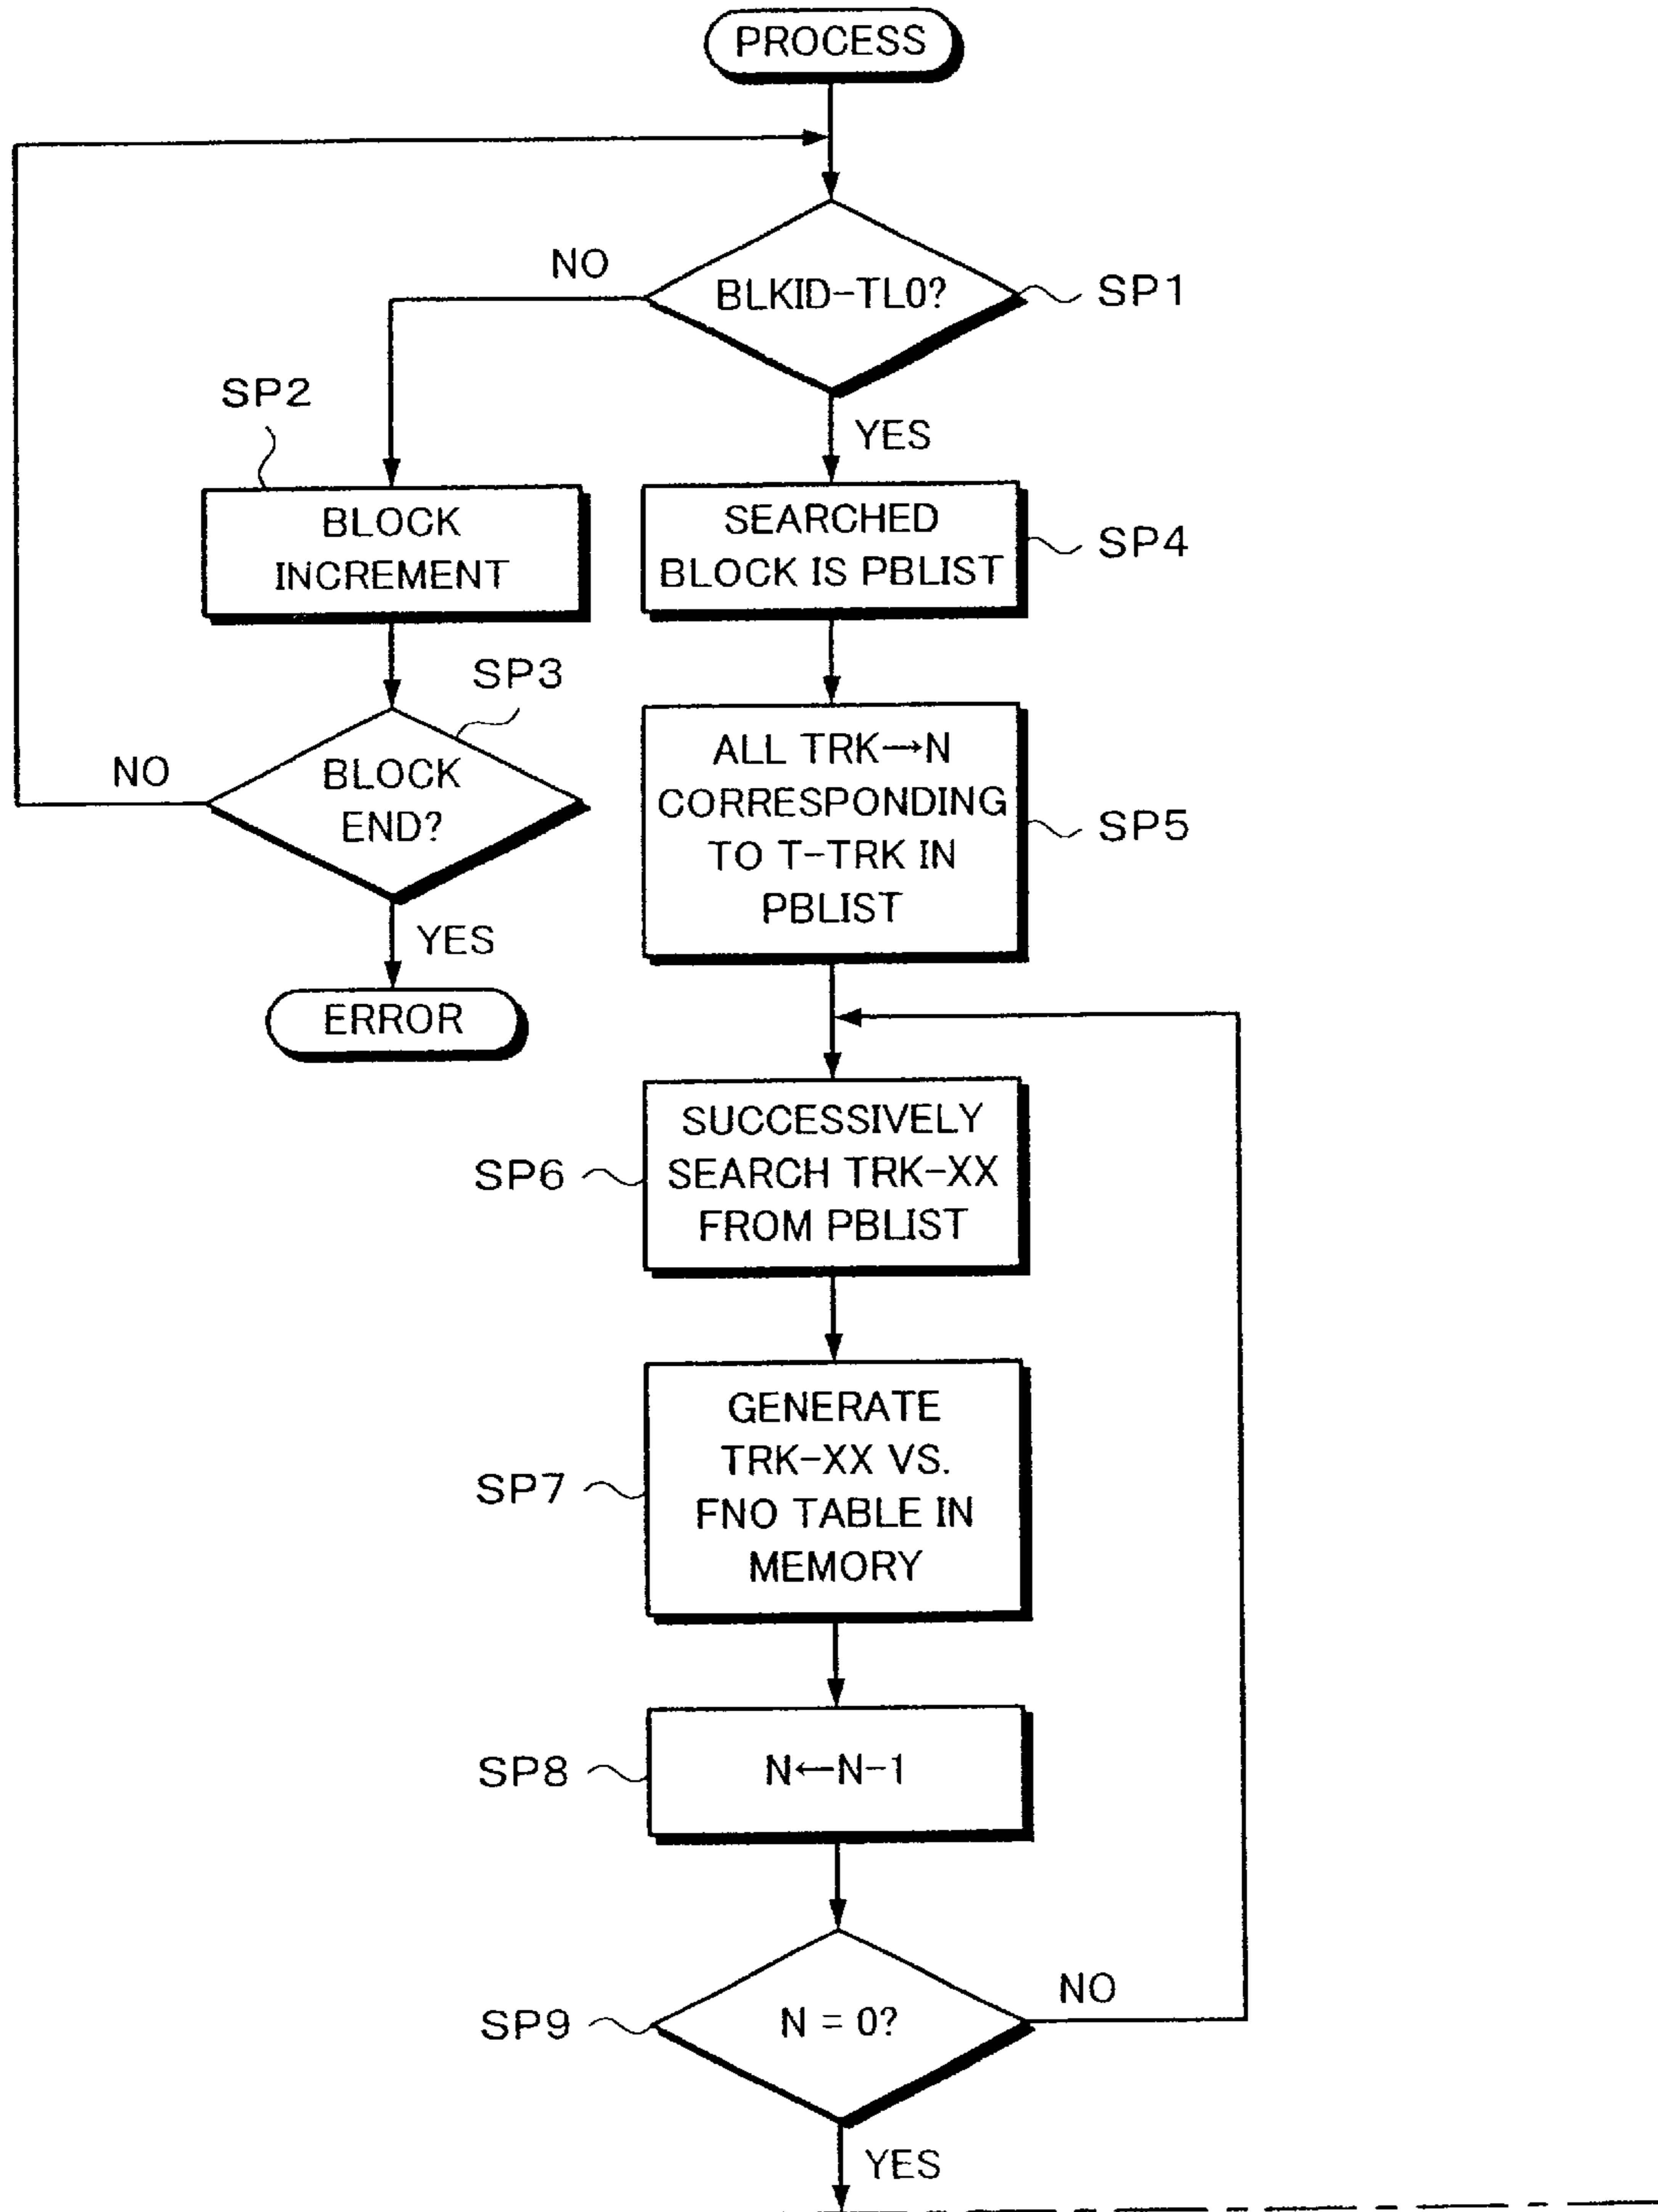 PROCESS
NO
BLKID-TL0?
SP1
SP2
YES
BLOCK
INCREMENT
SEARCHED
BLOCK IS PBLIST
SP4
SP3
NO
BLOCK
END?
ALL TRK→N
CORRESPONDING
TO T-TRK IN
PBLIST
SP5
YES
ERROR
SP6
SUCCESSIVELY
SEARCH TRK-XX
FROM PBLIST
SP7
GENERATE
TRK-XX VS.
FNO TABLE IN
MEMORY
SP8
N←N-1
SP9
N = 0?
NO
YES